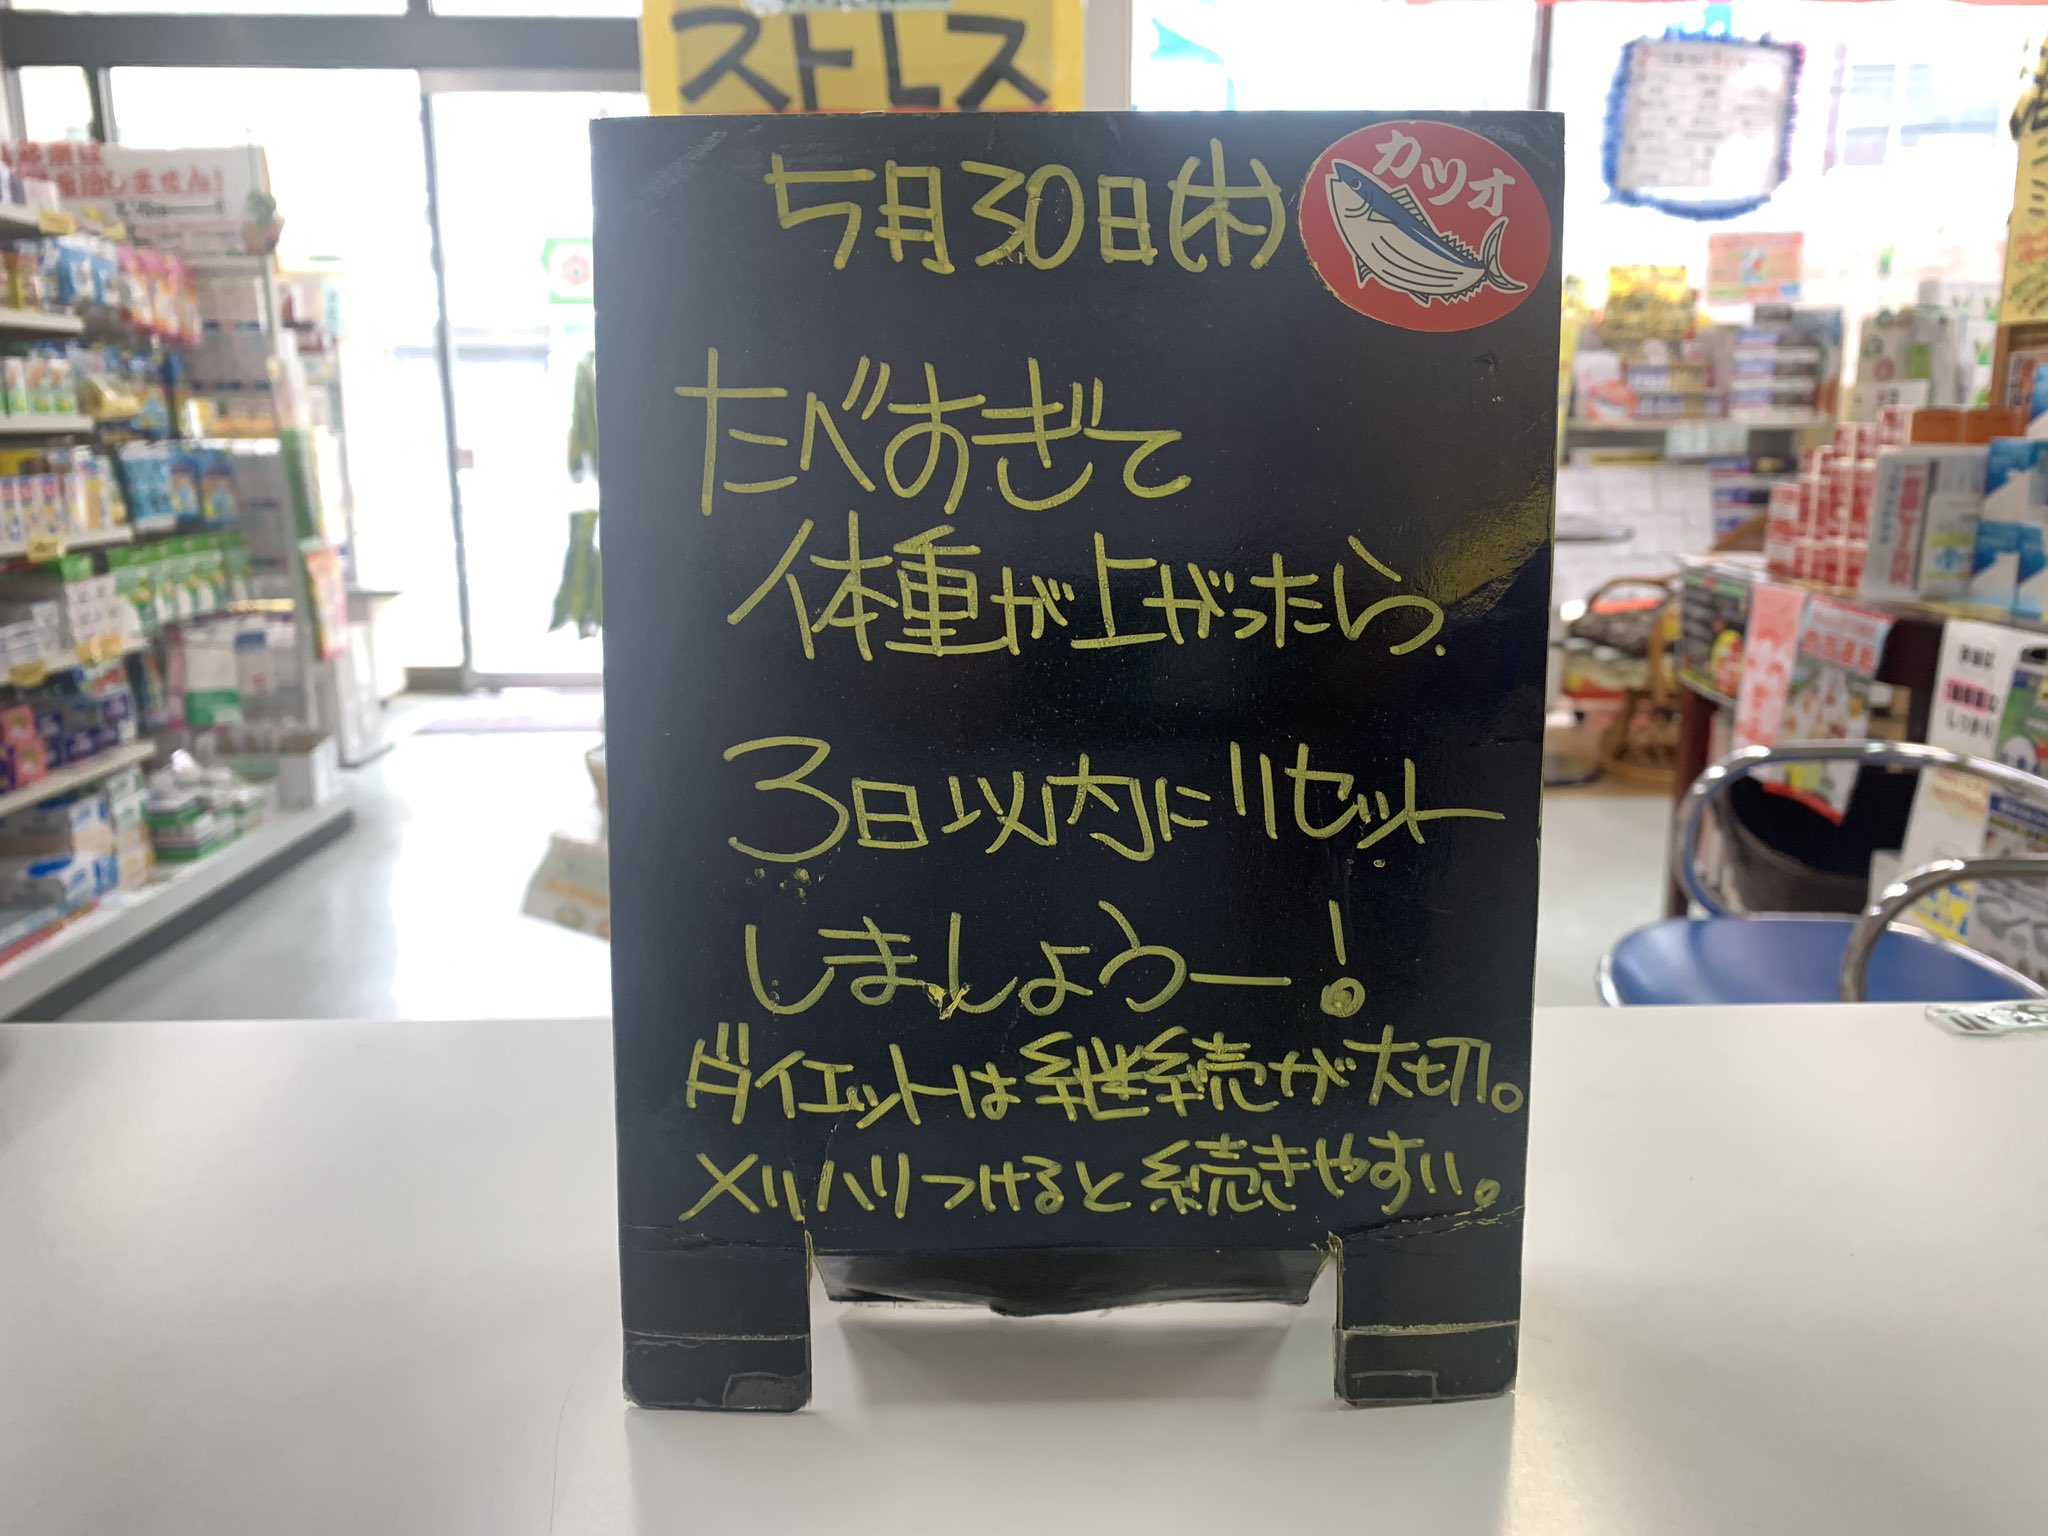 ストレス
5月30日(木)
カツオ
たべすぎて
体重が上がったら.
3日以内にリセット
しましょうー!
ダイエットは継続が大切。
メリハリつけると続きやすい。